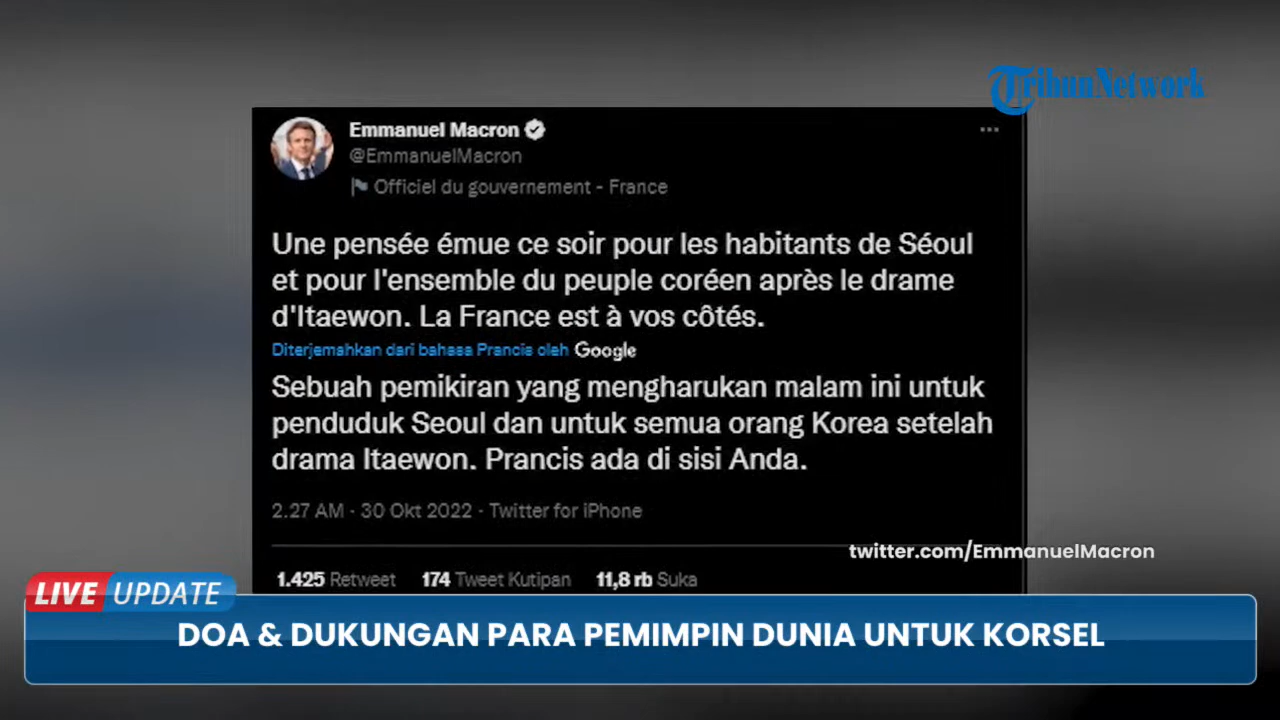 TribunNetwork
Emmanuel Macron
@EmmanuelMacron
Officiel du gouvernement - France
Une pensée émue ce soir pour les habitants de Séoul
et pour l'ensemble du peuple coréen après le drame
d'Itaewon. La France est à vos côtés.
Diterjemahkan dari bahasa Prancis oleh Google
Sebuah pemikiran yang mengharukan malam ini untuk
penduduk Seoul dan untuk semua orang Korea setelah
drama Itaewon. Prancis ada di sisi Anda.
2.27 AM · 30 Okt 2022 · Twitter for iPhone
twitter.com/EmmanuelMacron
1.425 Retweet 174 Tweet Kutipan 11,8 rb Suka
LIVE UPDATE
DOA & DUKUNGAN PARA PEMIMPIN DUNIA UNTUK KORSEL